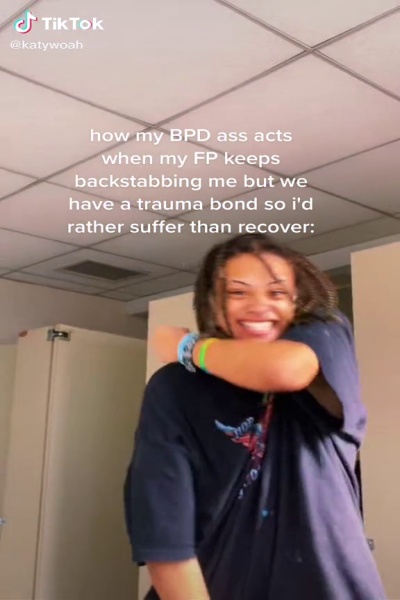 TikTok
@katywoah
how my BPD ass acts
when my FP keeps
backstabbing me but we
have a trauma bond so i'd
rather suffer than recover: